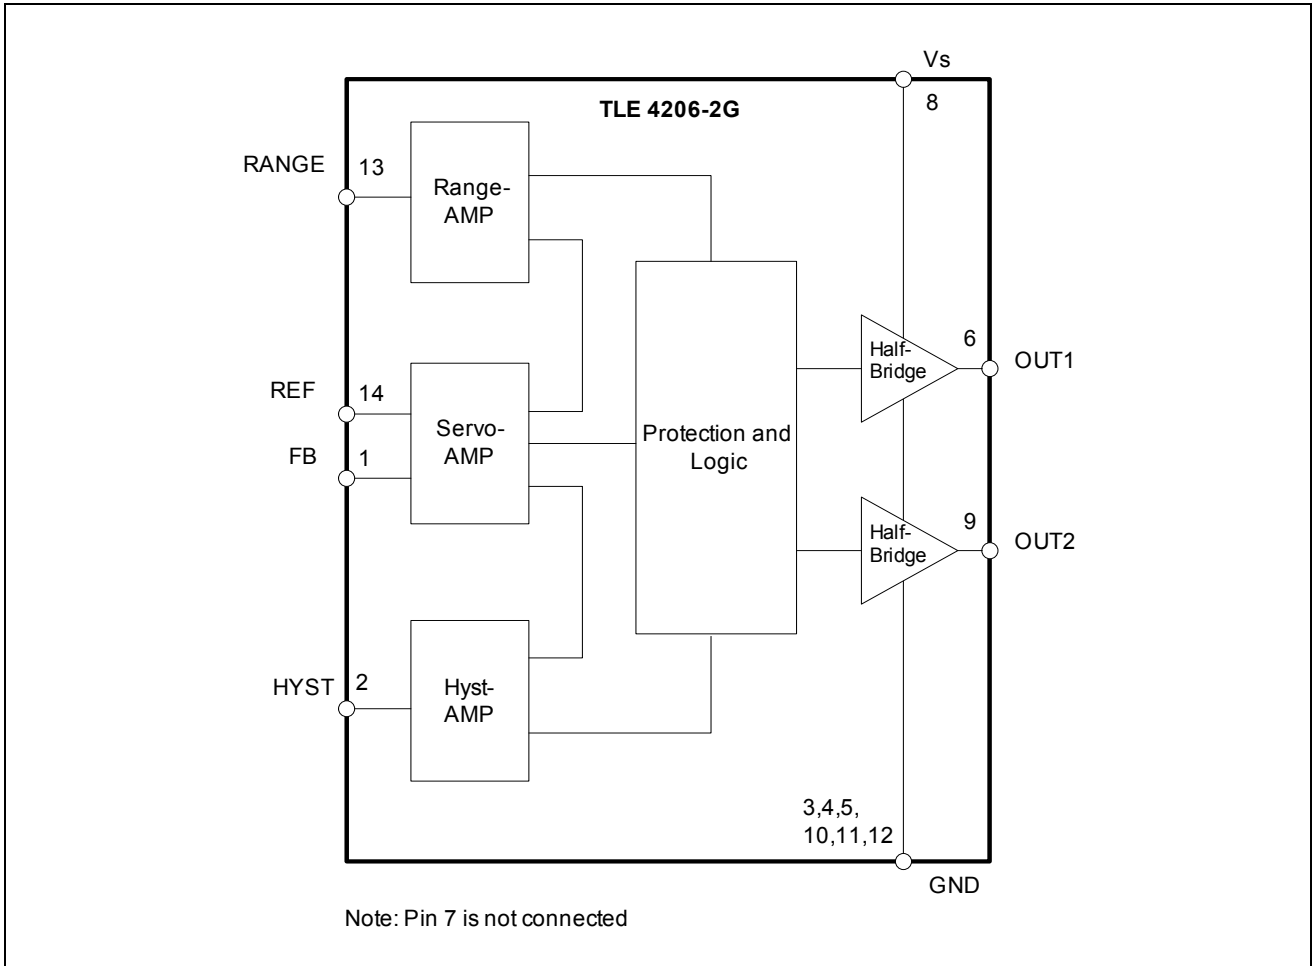 Vs
8
TLE 4206-2G
RANGE
13
Range-
AMP
REF
14
FB
1
Servo-
AMP
Protection and
Logic
Half-
Bridge
6
OUT1
Half-
Bridge
9
OUT2
HYST
2
Hyst-
AMP
3,4,5,
10,11,12
GND
Note: Pin 7 is not connected